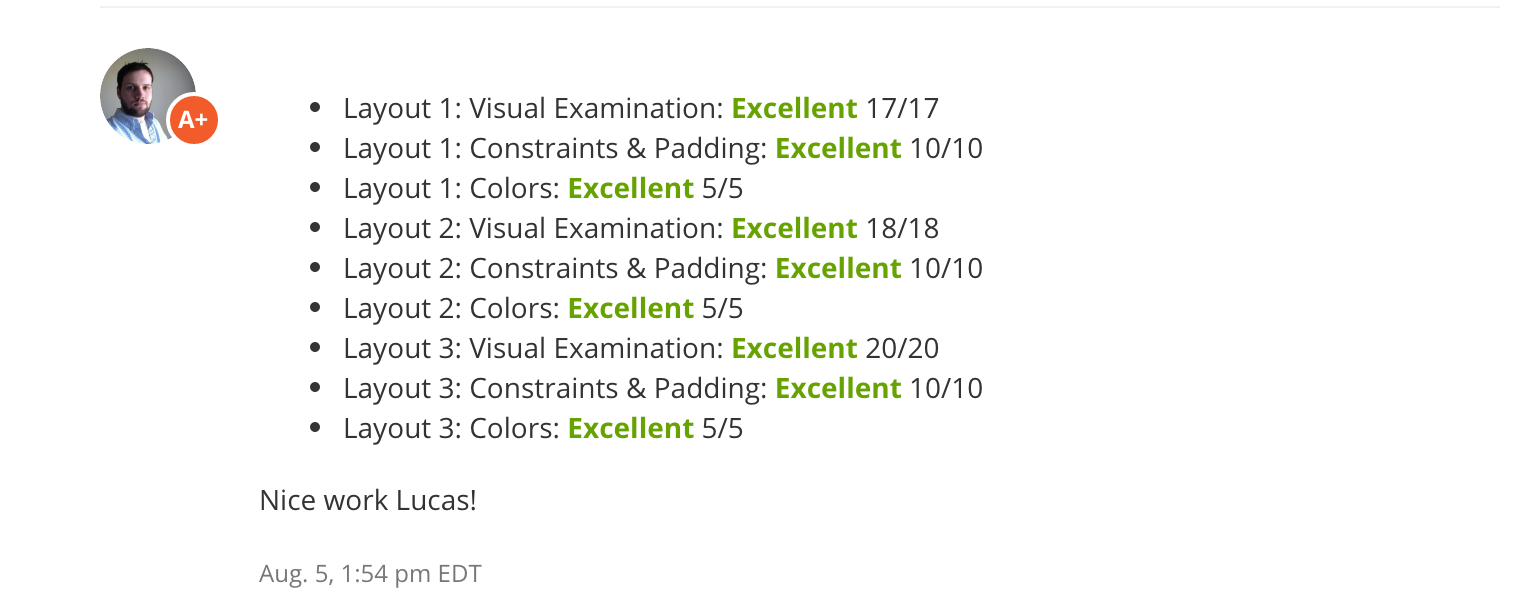 A+
Layout 1: Visual Examination: Excellent 17/17
Layout 1: Constraints & Padding: Excellent 10/10
Layout 1: Colors: Excellent 5/5
Layout 2: Visual Examination: Excellent 18/18
Layout 2: Constraints & Padding: Excellent 10/10
Layout 2: Colors: Excellent 5/5
Layout 3: Visual Examination: Excellent 20/20
Layout 3: Constraints & Padding: Excellent 10/10
Layout 3: Colors: Excellent 5/5
Nice work Lucas!
Aug. 5, 1:54 pm EDT